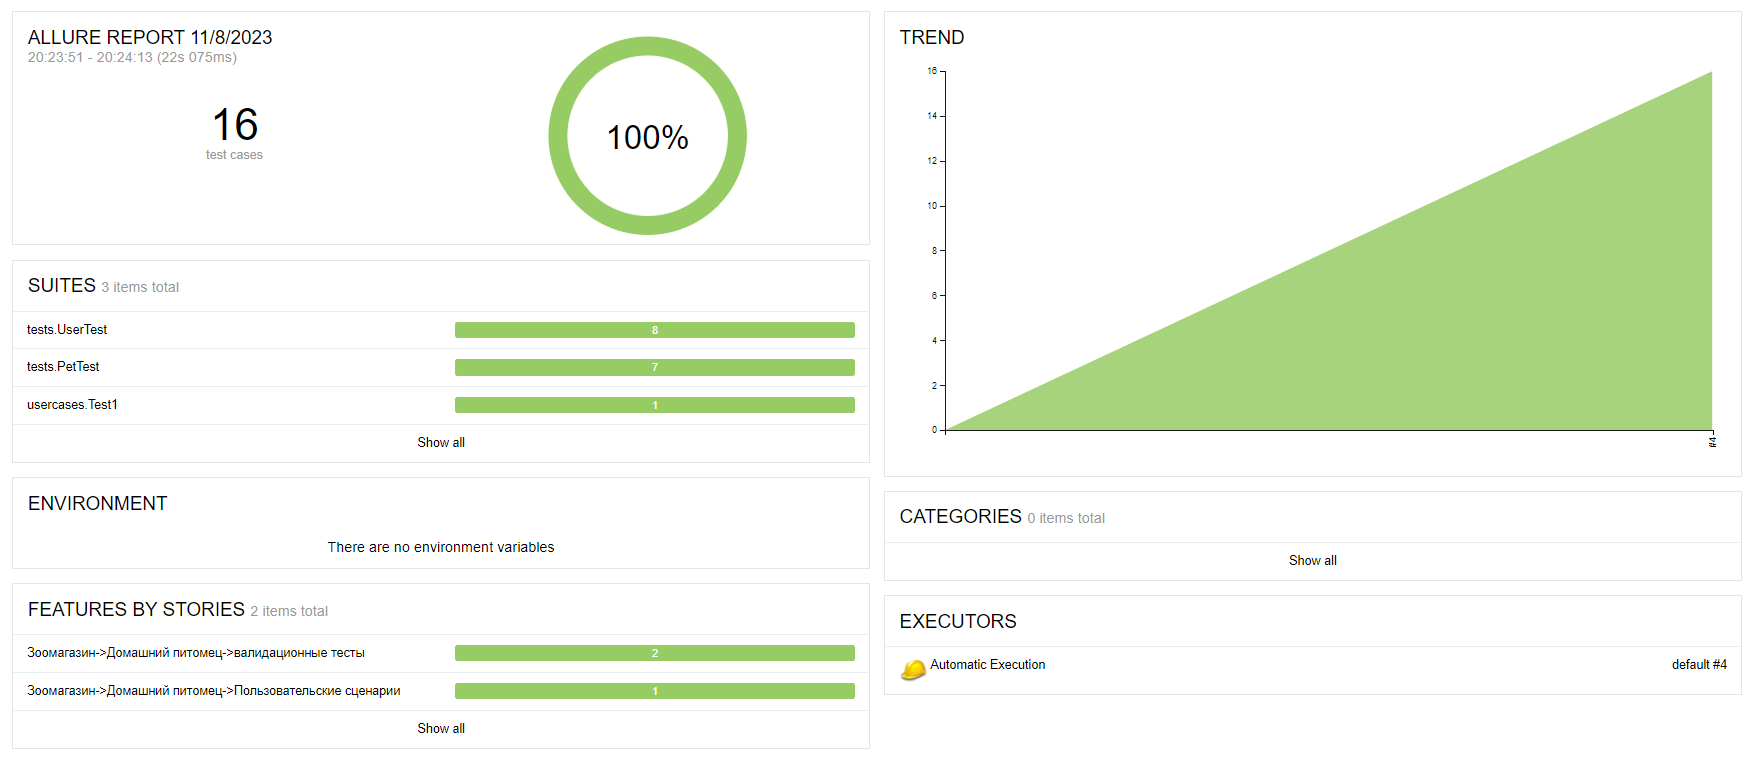 ALLURE REPORT 11/8/2023
20:23:51 - 20:24:13 (22s 075ms)
16
test cases
100%
SUITES 3 items total
tests.UserTest 8
tests.PetTest 7
usercases.Test1 1
Show all
ENVIRONMENT
There are no environment variables
FEATURES BY STORIES 2 items total
Зоомагазин->Домашний питомец->валидационные тесты 2
Зоомагазин->Домашний питомец->Пользовательские сценарии 1
Show all
TREND
16
14
12
10
8
6
4
2
0
#4
CATEGORIES 0 items total
Show all
EXECUTORS
Automatic Execution default #4